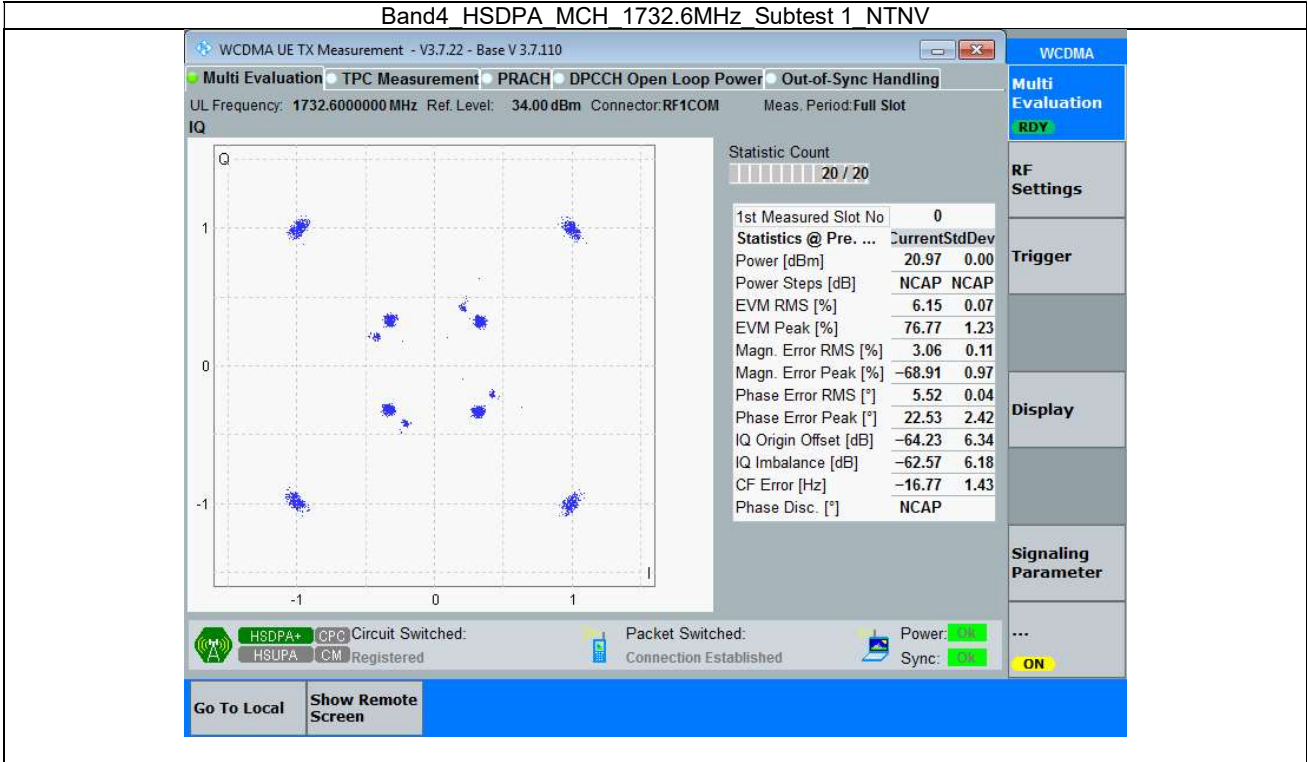 Band4_HSDPA_MCH_1732.6MHz_Subtest 1_NTNV
WCDMA UE TX Measurement - V3.7.22 - Base V 3.7.110
WCDMA
Multi Evaluation TPC Measurement PRACH DPCCH Open Loop Power Out-of-Sync Handling
Multi
Evaluation
RDY
UL Frequency: 1732.6000000 MHz Ref. Level: 34.00 dBm Connector:RF1COM Meas. Period:Full Slot
IQ
Q
1
0
-1
-1 0 1
I
Statistic Count
20 / 20
1st Measured Slot No 0
Statistics @ Pre. ... CurrentStdDev
Power [dBm] 20.97 0.00
Power Steps [dB] NCAP NCAP
EVM RMS [%] 6.15 0.07
EVM Peak [%] 76.77 1.23
Magn. Error RMS [%] 3.06 0.11
Magn. Error Peak [%] −68.91 0.97
Phase Error RMS [°] 5.52 0.04
Phase Error Peak [°] 22.53 2.42
IQ Origin Offset [dB] −64.23 6.34
IQ Imbalance [dB] −62.57 6.18
CF Error [Hz] −16.77 1.43
Phase Disc. [°] NCAP
RF
Settings
Trigger
Display
Signaling
Parameter
...
ON
HSDPA+ CPC Circuit Switched: Packet Switched: Power: Ok
HSUPA CM Registered Connection Established Sync: Ok
Go To Local
Show Remote
Screen